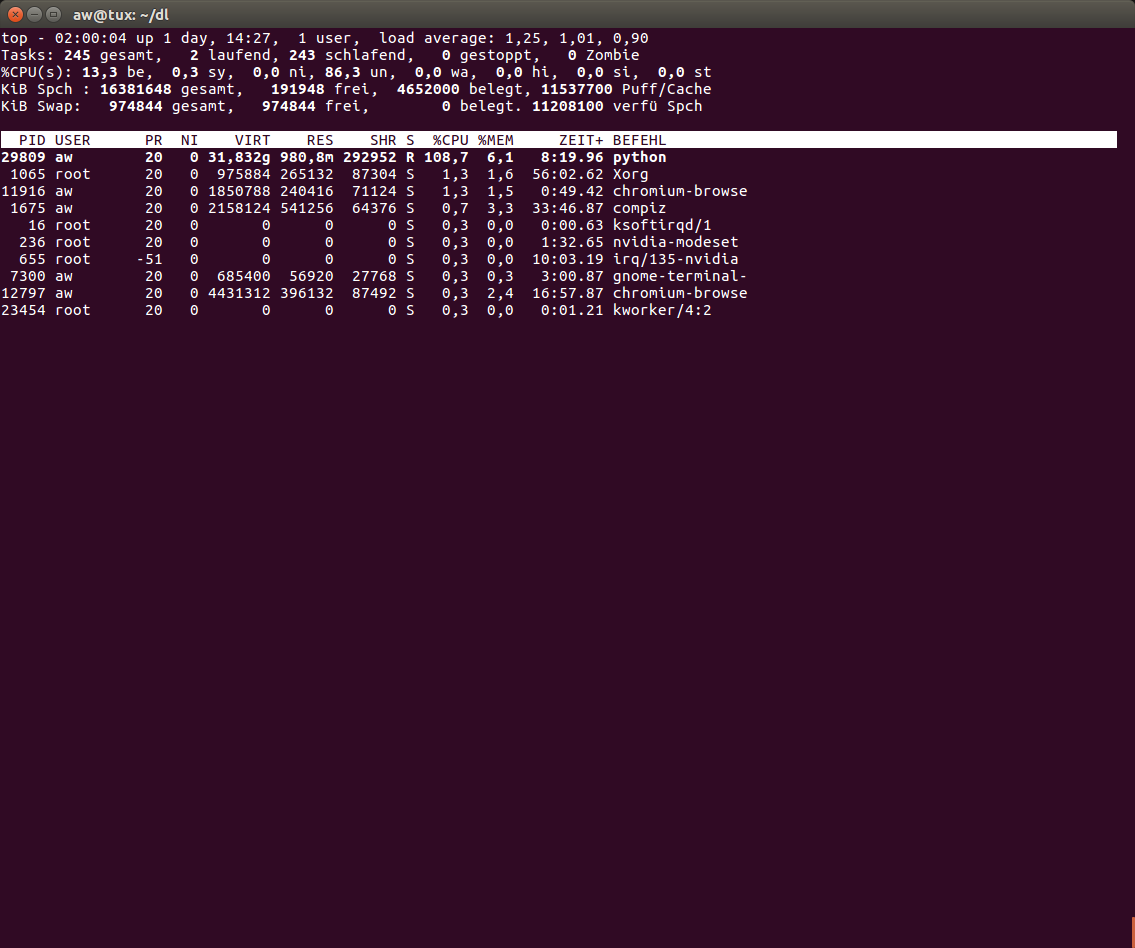 aw@tux: ~/dl
top - 02:00:04 up 1 day, 14:27,  1 user,  load average: 1,25, 1,01, 0,90
Tasks: 245 gesamt,   2 laufend, 243 schlafend,   0 gestoppt,   0 Zombie
%CPU(s): 13,3 be,  0,3 sy,  0,0 ni, 86,3 un,  0,0 wa,  0,0 hi,  0,0 si,  0,0 st
KiB Spch : 16381648 gesamt,   191948 frei,  4652000 belegt, 11537700 Puff/Cache
KiB Swap:   974844 gesamt,   974844 frei,        0 belegt. 11208100 verfü Spch
  PID USER      PR  NI    VIRT    RES    SHR S  %CPU %MEM     ZEIT+ BEFEHL
29809 aw        20   0 31,832g 980,8m 292952 R 108,7  6,1   8:19.96 python
 1065 root      20   0  975884 265132  87304 S   1,3  1,6  56:02.62 Xorg
11916 aw        20   0 1850788 240416  71124 S   1,3  1,5   0:49.42 chromium-browse
 1675 aw        20   0 2158124 541256  64376 S   0,7  3,3  33:46.87 compiz
   16 root      20   0       0      0      0 S   0,3  0,0   0:00.63 ksoftirqd/1
  236 root      20   0       0      0      0 S   0,3  0,0   1:32.65 nvidia-modeset
  655 root     -51   0       0      0      0 S   0,3  0,0  10:03.19 irq/135-nvidia
 7300 aw        20   0  685400  56920  27768 S   0,3  0,3   3:00.87 gnome-terminal-
12797 aw        20   0 4431312 396132  87492 S   0,3  2,4  16:57.87 chromium-browse
23454 root      20   0       0      0      0 S   0,3  0,0   0:01.21 kworker/4:2